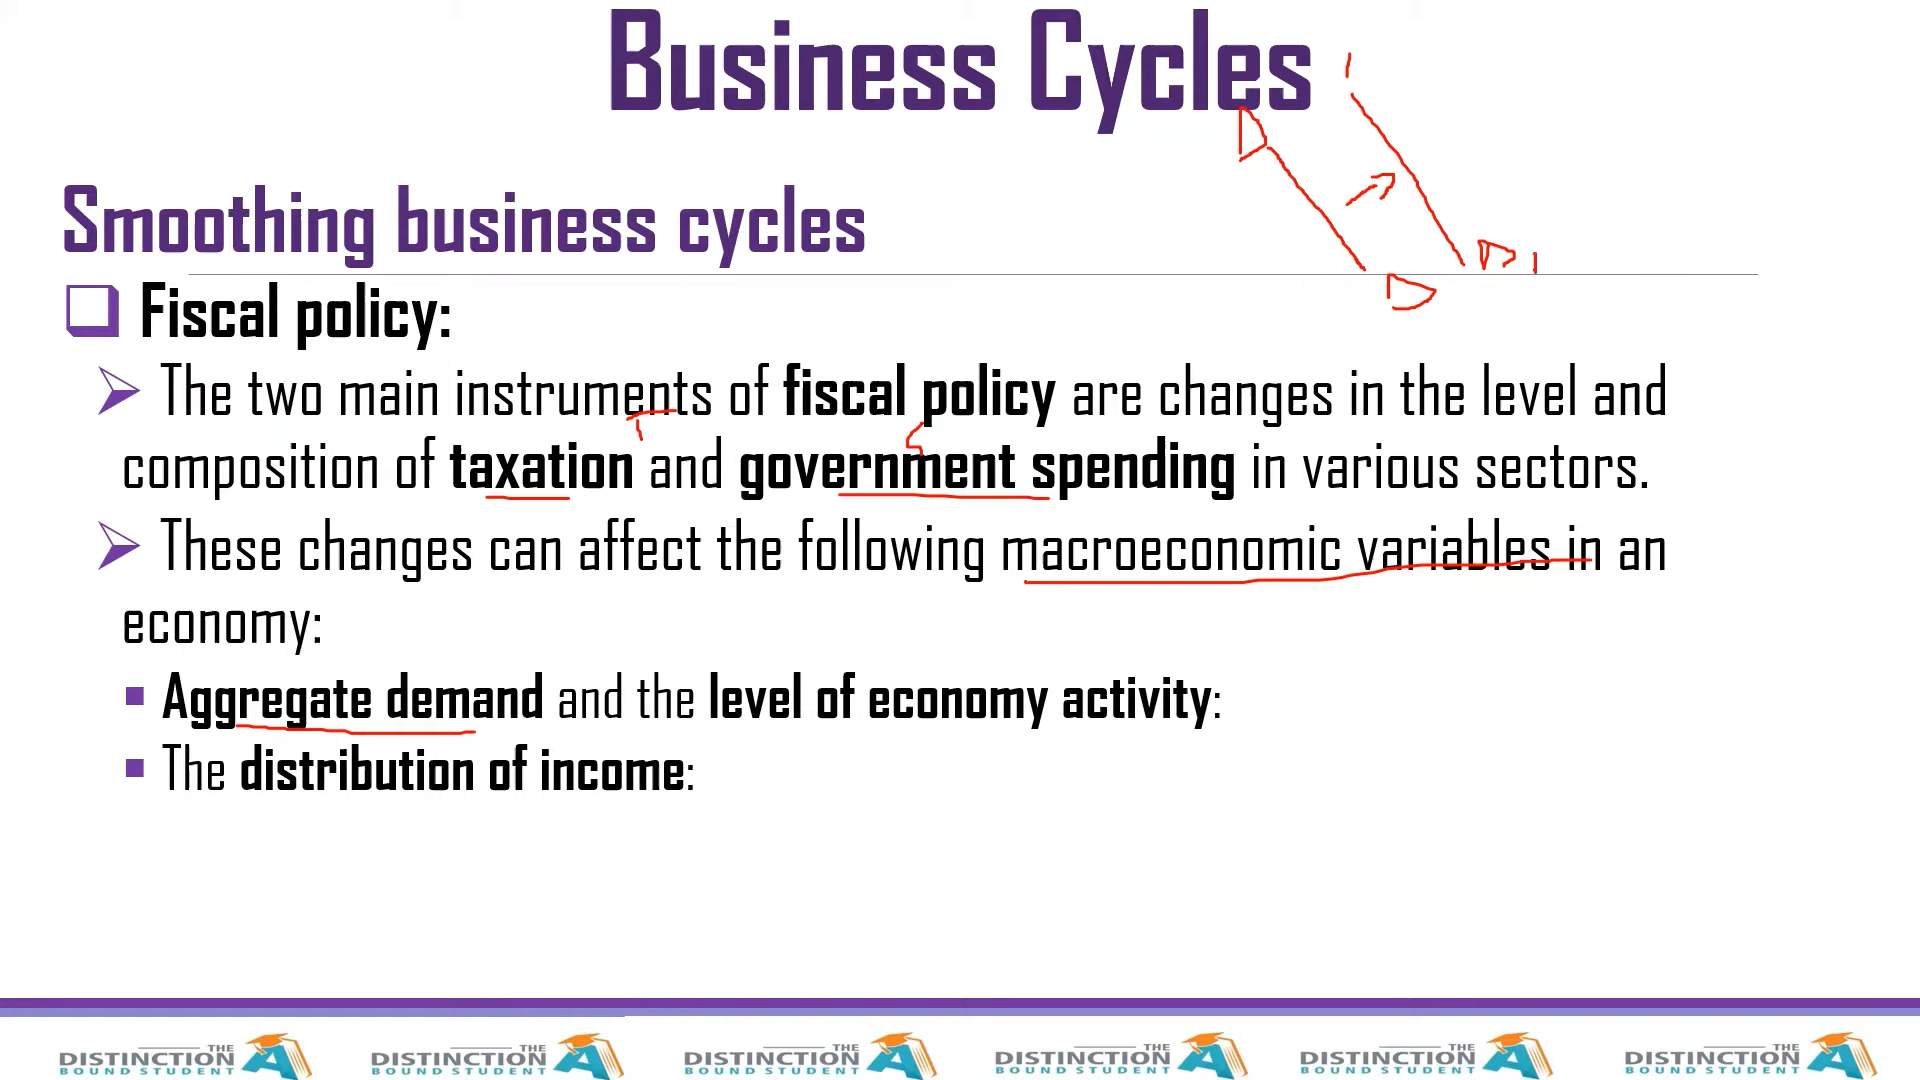 Business Cycles
D
Smoothing business cycles
D 1
D
Fiscal policy:
The two main instruments of fiscal policy are changes in the level and
T
composition of taxation and government spending in various sectors.
These changes can affect the following macroeconomic variables in an
economy:
Aggregate demand and the level of economy activity:
The distribution of income:
THE DISTINCTION BOUND STUDENT A THE DISTINCTION BOUND STUDENT A THE DISTINCTION BOUND STUDENT A THE DISTINCTION BOUND STUDENT A THE DISTINCTION BOUND STUDENT A THE DISTINCTION BOUND STUDENT A